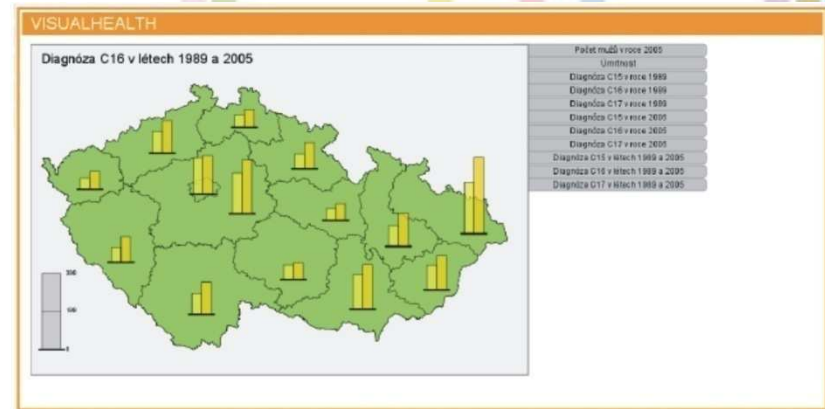 VISUALHEALTH
Diagnóza C16 v létech 1989 a 2005
Počet mužů v roce 2005
Úmrtnost
Diagnóza C15 v roce 1989
Diagnóza C16 v roce 1989
Diagnóza C17 v roce 1989
Diagnóza C15 v roce 2005
Diagnóza C16 v roce 2005
Diagnóza C17 v roce 2005
Diagnóza C15 v létech 1989 a 2005
Diagnóza C16 v létech 1989 a 2005
Diagnóza C17 v létech 1989 a 2005